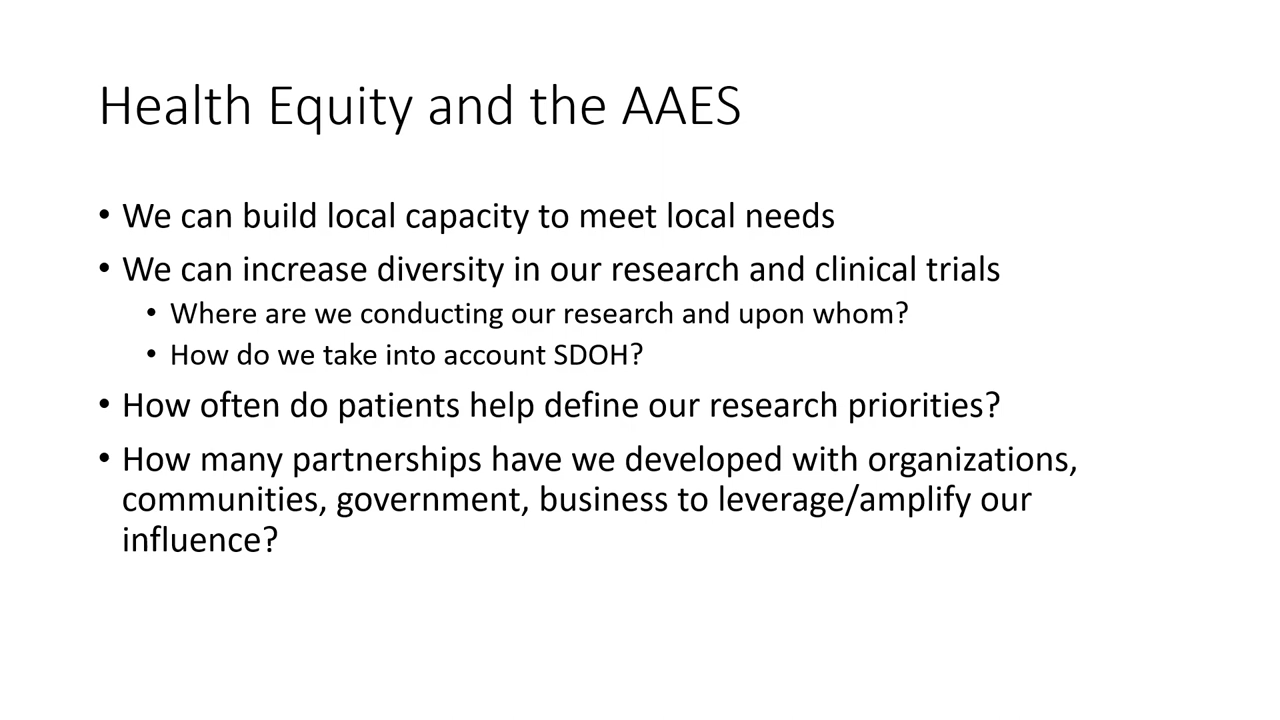 Health Equity and the AAES
• We can build local capacity to meet local needs
• We can increase diversity in our research and clinical trials
• Where are we conducting our research and upon whom?
• How do we take into account SDOH?
• How often do patients help define our research priorities?
• How many partnerships have we developed with organizations,
communities, government, business to leverage/amplify our
influence?